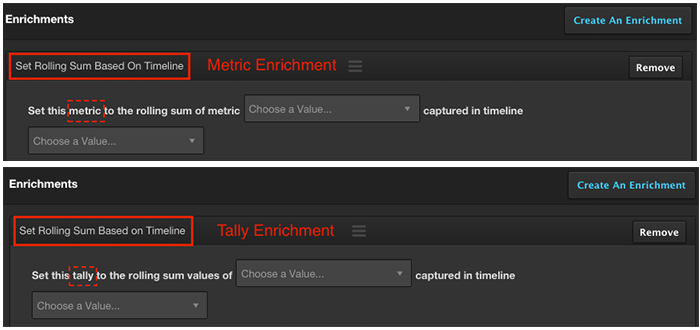 Enrichments Create An Enrichment
Set Rolling Sum Based On Timeline Metric Enrichment Remove
Set this metric to the rolling sum of metric Choose a Value... captured in timeline
Choose a Value...
Enrichments Create An Enrichment
Set Rolling Sum Based on Timeline Tally Enrichment Remove
Set this tally to the rolling sum values of Choose a Value... captured in timeline
Choose a Value...